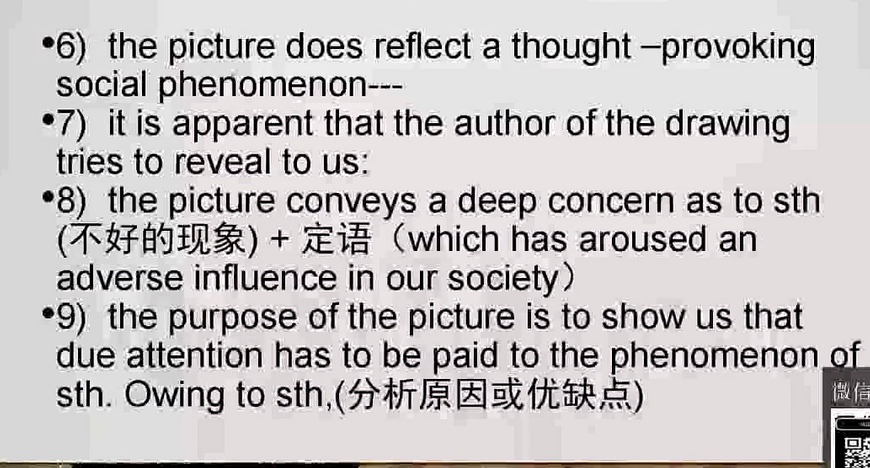 •6) the picture does reflect a thought –provoking
social phenomenon---
•7) it is apparent that the author of the drawing
tries to reveal to us:
•8) the picture conveys a deep concern as to sth
(不好的现象) + 定语（which has aroused an
adverse influence in our society）
•9) the purpose of the picture is to show us that
due attention has to be paid to the phenomenon of
sth. Owing to sth,(分析原因或优缺点)
微信